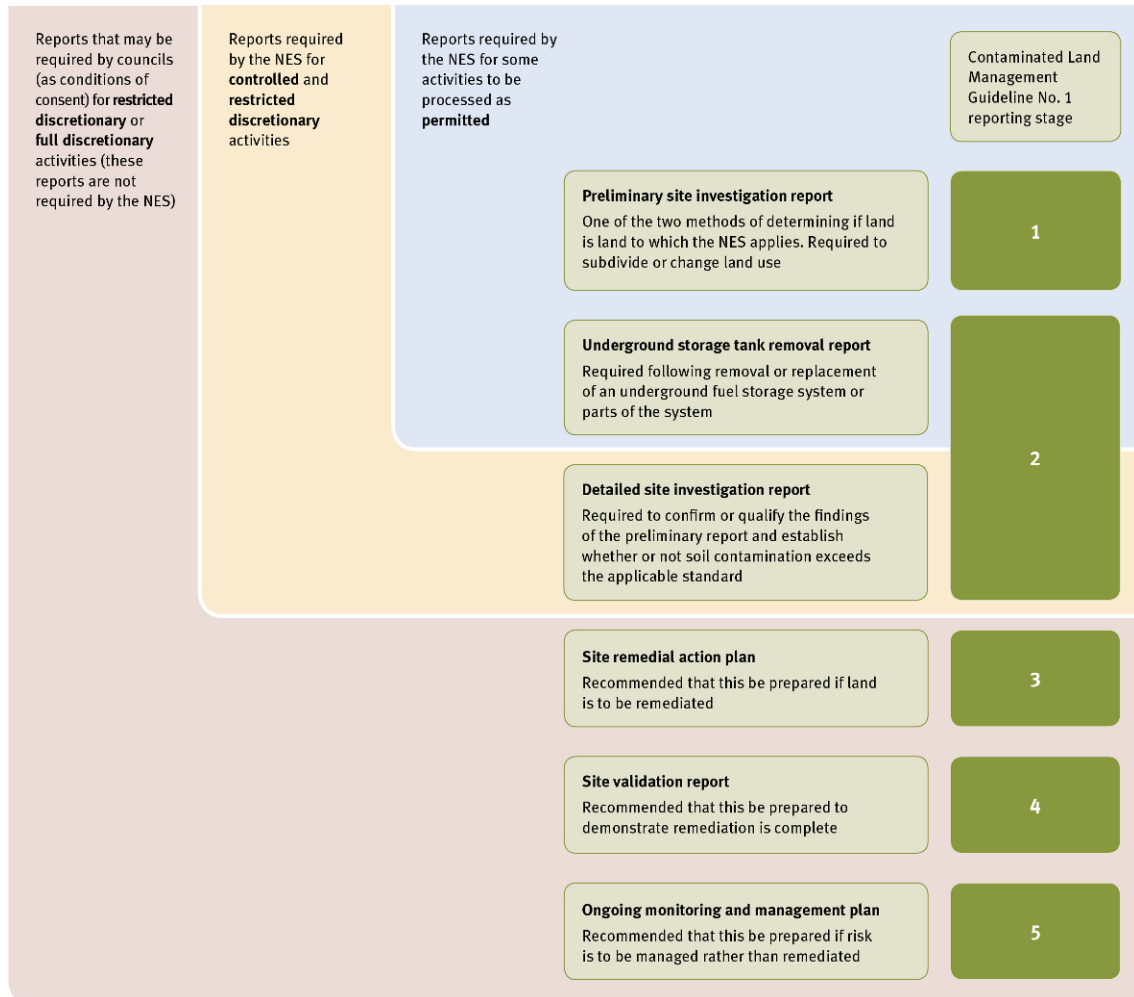 Reports that may be
required by councils
(as conditions of
consent) for restricted
discretionary or
full discretionary
activities (these
reports are not
required by the NES)
Reports required
by the NES for
controlled and
restricted
discretionary
activities
Reports required by
the NES for some
activities to be
processed as
permitted
Contaminated Land
Management
Guideline No. 1
reporting stage
Preliminary site investigation report
One of the two methods of determining if land
is land to which the NES applies. Required to
subdivide or change land use
1
Underground storage tank removal report
Required following removal or replacement
of an underground fuel storage system or
parts of the system
2
Detailed site investigation report
Required to confirm or qualify the findings
of the preliminary report and establish
whether or not soil contamination exceeds
the applicable standard
Site remedial action plan
Recommended that this be prepared if land
is to be remediated
3
Site validation report
Recommended that this be prepared to
demonstrate remediation is complete
4
Ongoing monitoring and management plan
Recommended that this be prepared if risk
is to be managed rather than remediated
5